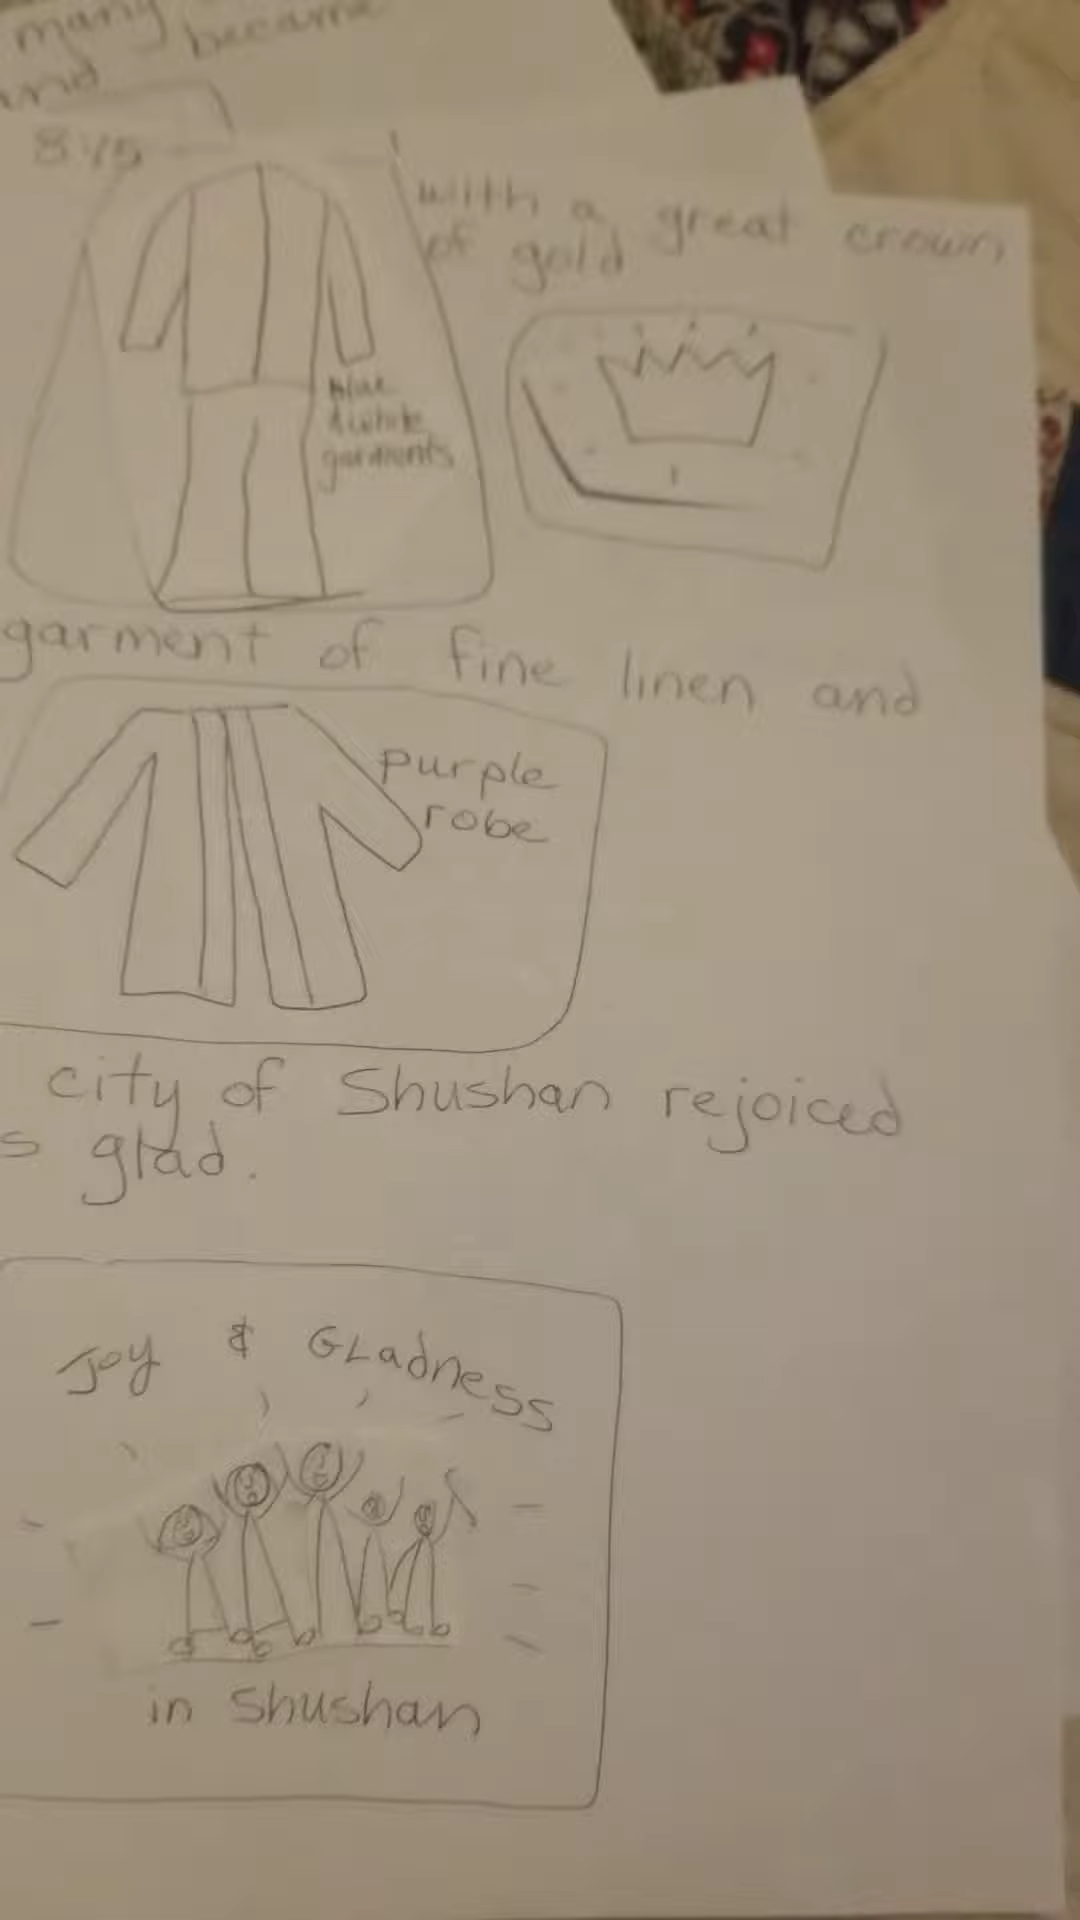 many became
and
8:15
with a great crown
of gold
blue
& white
garments
garment of fine linen and
purple
robe
city of Shushan rejoiced
s glad.
Joy & GLadness
in Shushan